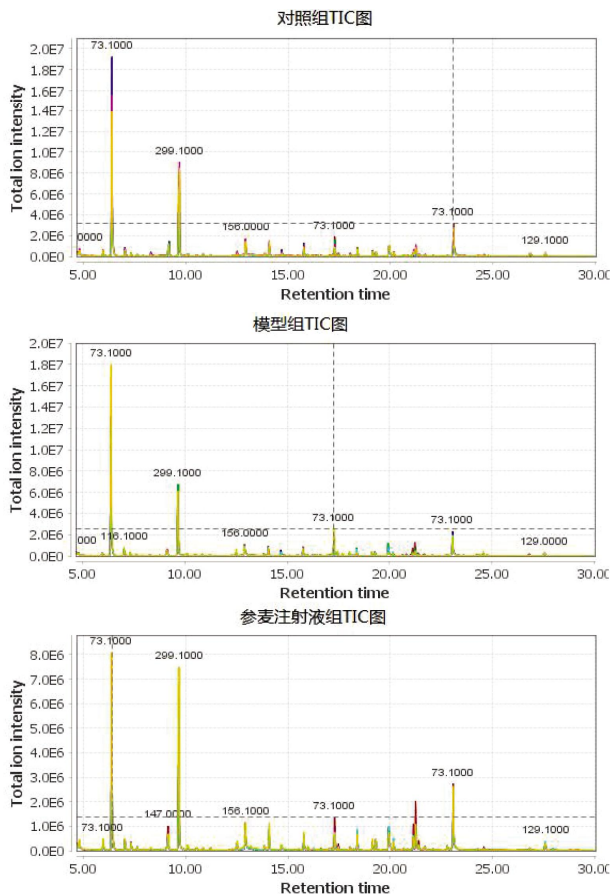 对照组TIC图
2.0E7
1.8E7
1.6E7
1.4E7
1.2E7
1.0E7
8.0E6
6.0E6
4.0E6
2.0E6
0.0E0
Total ion intensity
73.1000
299.1000
0000
156.0000
73.1000
73.1000
129.1000
5.00 10.00 15.00 20.00 25.00 30.00
Retention time
模型组TIC图
2.0E7
1.8E7
1.6E7
1.4E7
1.2E7
1.0E7
8.0E6
6.0E6
4.0E6
2.0E6
0.0E0
Total ion intensity
73.1000
299.1000
000
116.1000
156.0000
73.1000
73.1000
129.0000
5.00 10.00 15.00 20.00 25.00 30.00
Retention time
参麦注射液组TIC图
8.0E6
7.0E6
6.0E6
5.0E6
4.0E6
3.0E6
2.0E6
1.0E6
0.0E0
Total ion intensity
73.1000
299.1000
73.1000
147.0000
156.1000
73.1000
73.1000
129.1000
5.00 10.00 15.00 20.00 25.00 30.00
Retention time